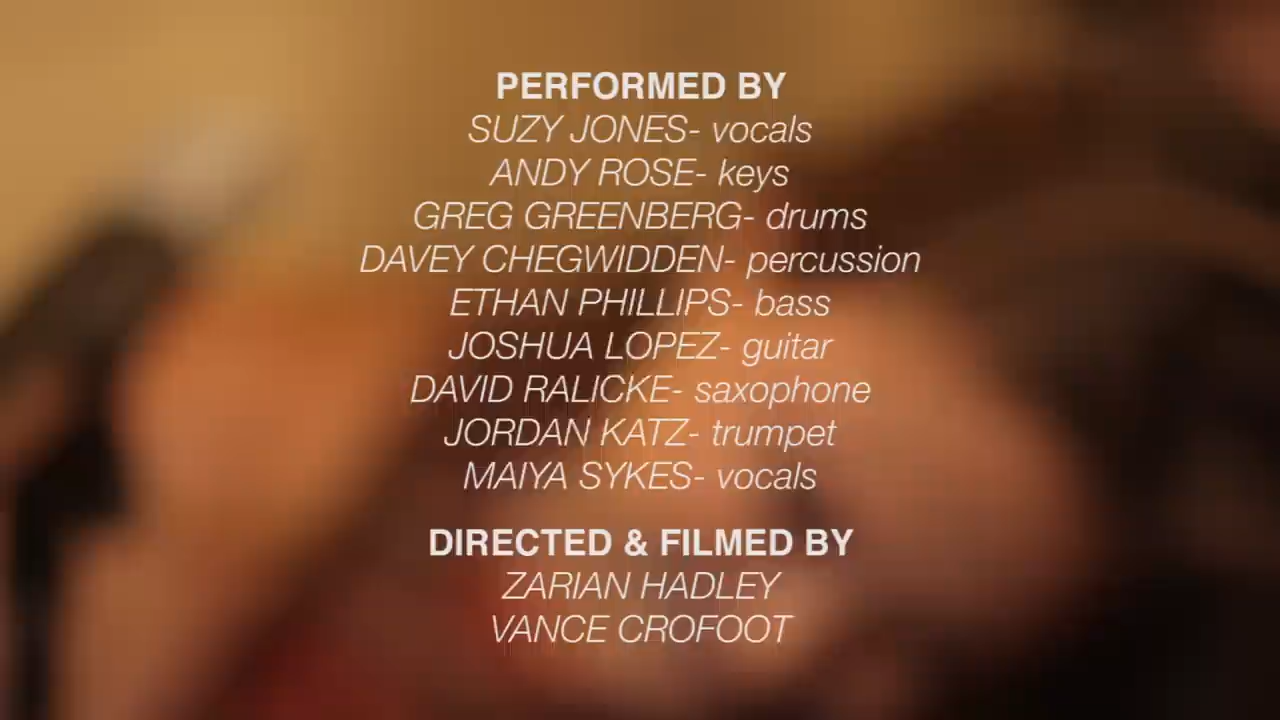 PERFORMED BY
SUZY JONES- vocals
ANDY ROSE- keys
GREG GREENBERG- drums
DAVEY CHEGWIDDEN- percussion
ETHAN PHILLIPS- bass
JOSHUA LOPEZ- guitar
DAVID RALICKE- saxophone
JORDAN KATZ- trumpet
MAIYA SYKES- vocals
DIRECTED & FILMED BY
ZARIAN HADLEY
VANCE CROFOOT